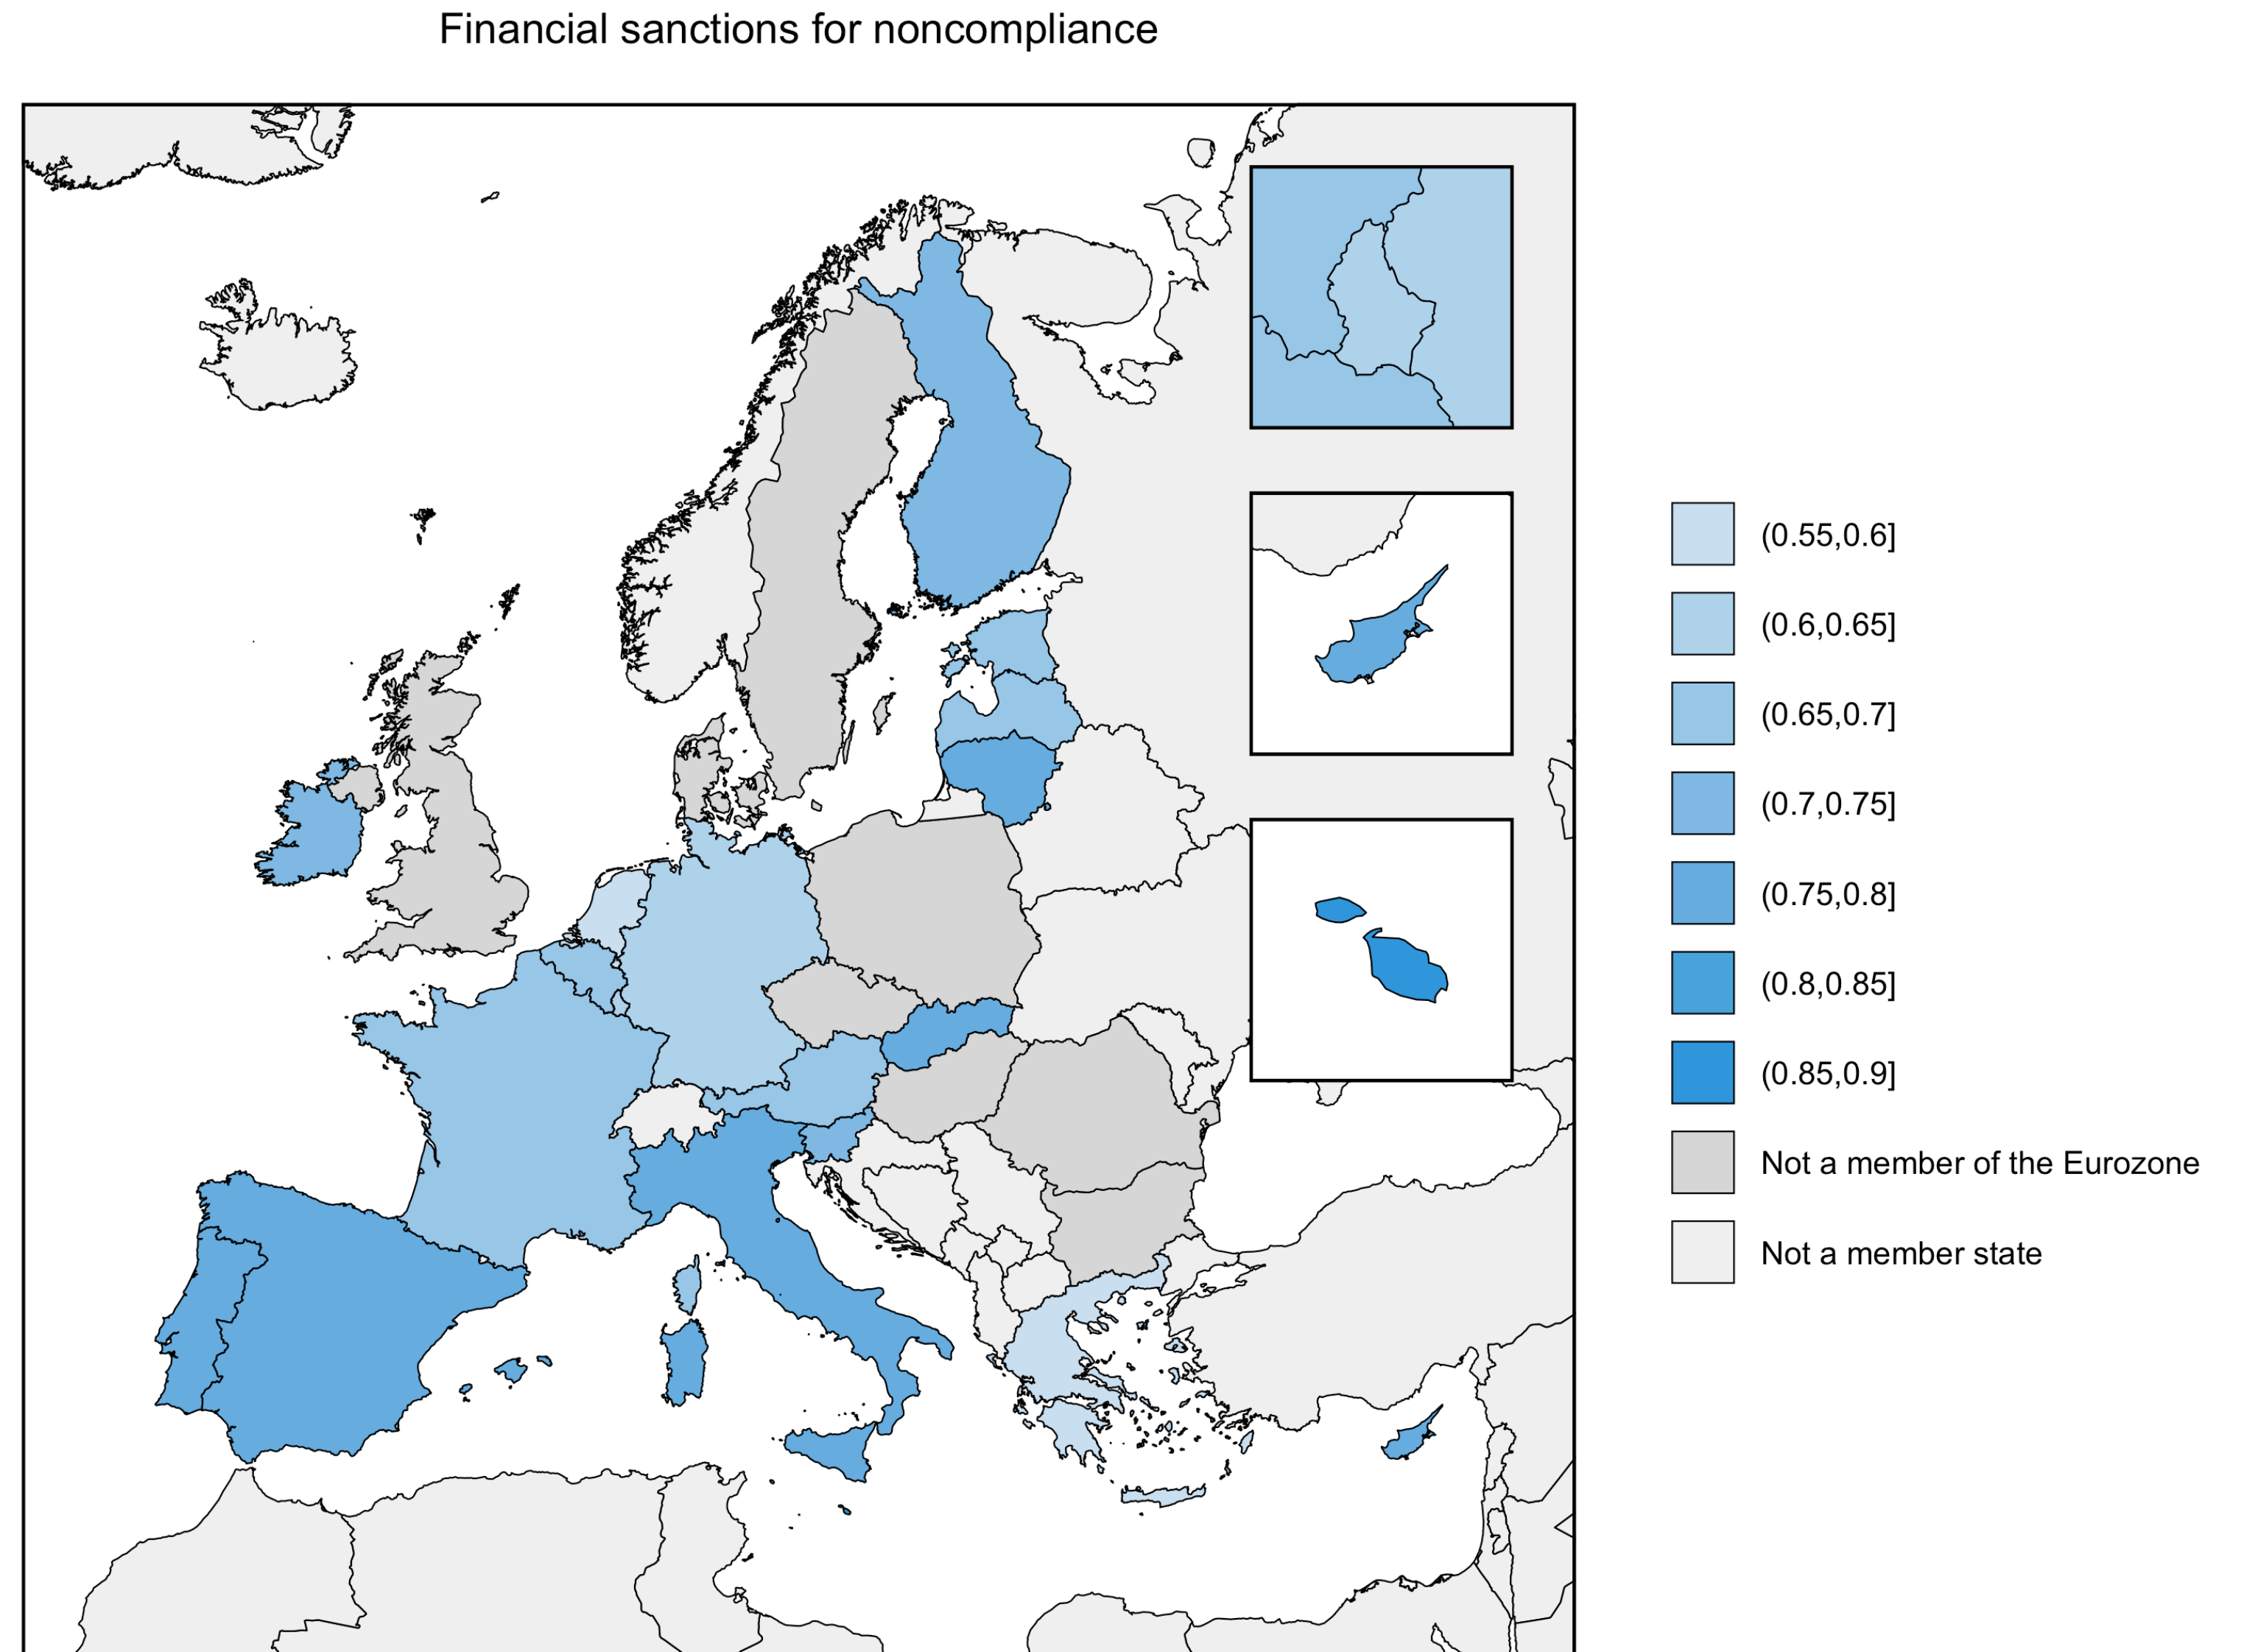 Financial sanctions for noncompliance
(0.55,0.6]
(0.6,0.65]
(0.65,0.7]
(0.7,0.75]
(0.75,0.8]
(0.8,0.85]
(0.85,0.9]
Not a member of the Eurozone
Not a member state